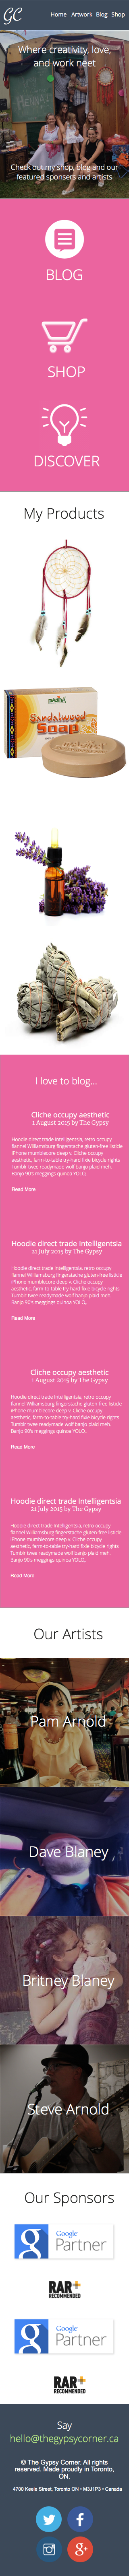 GC
Home Artwork Blog Shop
Where creativity, love,
and work neet
Check out my shop, blog and our
featured sponsers and artists
BLOG
SHOP
DISCOVER
My Products
Sandalwood
Soap
I love to blog...
Cliche occupy aesthetic
1 August 2015 by The Gypsy
Hoodie direct trade Intelligentsia, retro occupy
flannel Williamsburg fingerstache gluten-free listicle
iPhone mumblecore deep v. Cliche occupy
aesthetic, farm-to-table try-hard five bicycle rights
Tumblr twee readymade wolf banjo plaid meh.
Banjo 90's meggings quinoa YOLO,.
Read More
Hoodie direct trade Intelligentsia
21 July 2015 by The Gypsy
Hoodie direct trade Intelligentsia, retro occupy
flannel Williamsburg fingerstache gluten-free listicle
iPhone mumblecore deep v. Cliche occupy
aesthetic, farm-to-table try-hard five bicycle rights
Tumblr twee readymade wolf banjo plaid meh.
Banjo 90's meggings quinoa YOLO,.
Read More
Cliche occupy aesthetic
1 August 2015 by The Gypsy
Hoodie direct trade Intelligentsia, retro occupy
flannel Williamsburg fingerstache gluten-free listicle
iPhone mumblecore deep v. Cliche occupy
aesthetic, farm-to-table try-hard five bicycle rights
Tumblr twee readymade wolf banjo plaid meh.
Banjo 90's meggings quinoa YOLO,.
Read More
Hoodie direct trade Intelligentsia
21 July 2015 by The Gypsy
Hoodie direct trade Intelligentsia, retro occupy
flannel Williamsburg fingerstache gluten-free listicle
iPhone mumblecore deep v. Cliche occupy
aesthetic, farm-to-table try-hard five bicycle rights
Tumblr twee readymade wolf banjo plaid meh.
Banjo 90's meggings quinoa YOLO,.
Read More
Our Artists
Pam Arnold
Dave Blaney
Britney Blaney
Steve Arnold
Our Sponsors
g Google
Partner
RAR
RECOMMENDED
g Google
Partner
RAR
RECOMMENDED
Say
hello@thegypsycorner.ca
© The Gypsy Corner. All rights
reserved. Made proudly in Toronto,
ON.
4700 Keele Street, Toronto ON • M3J1P3 • Canada